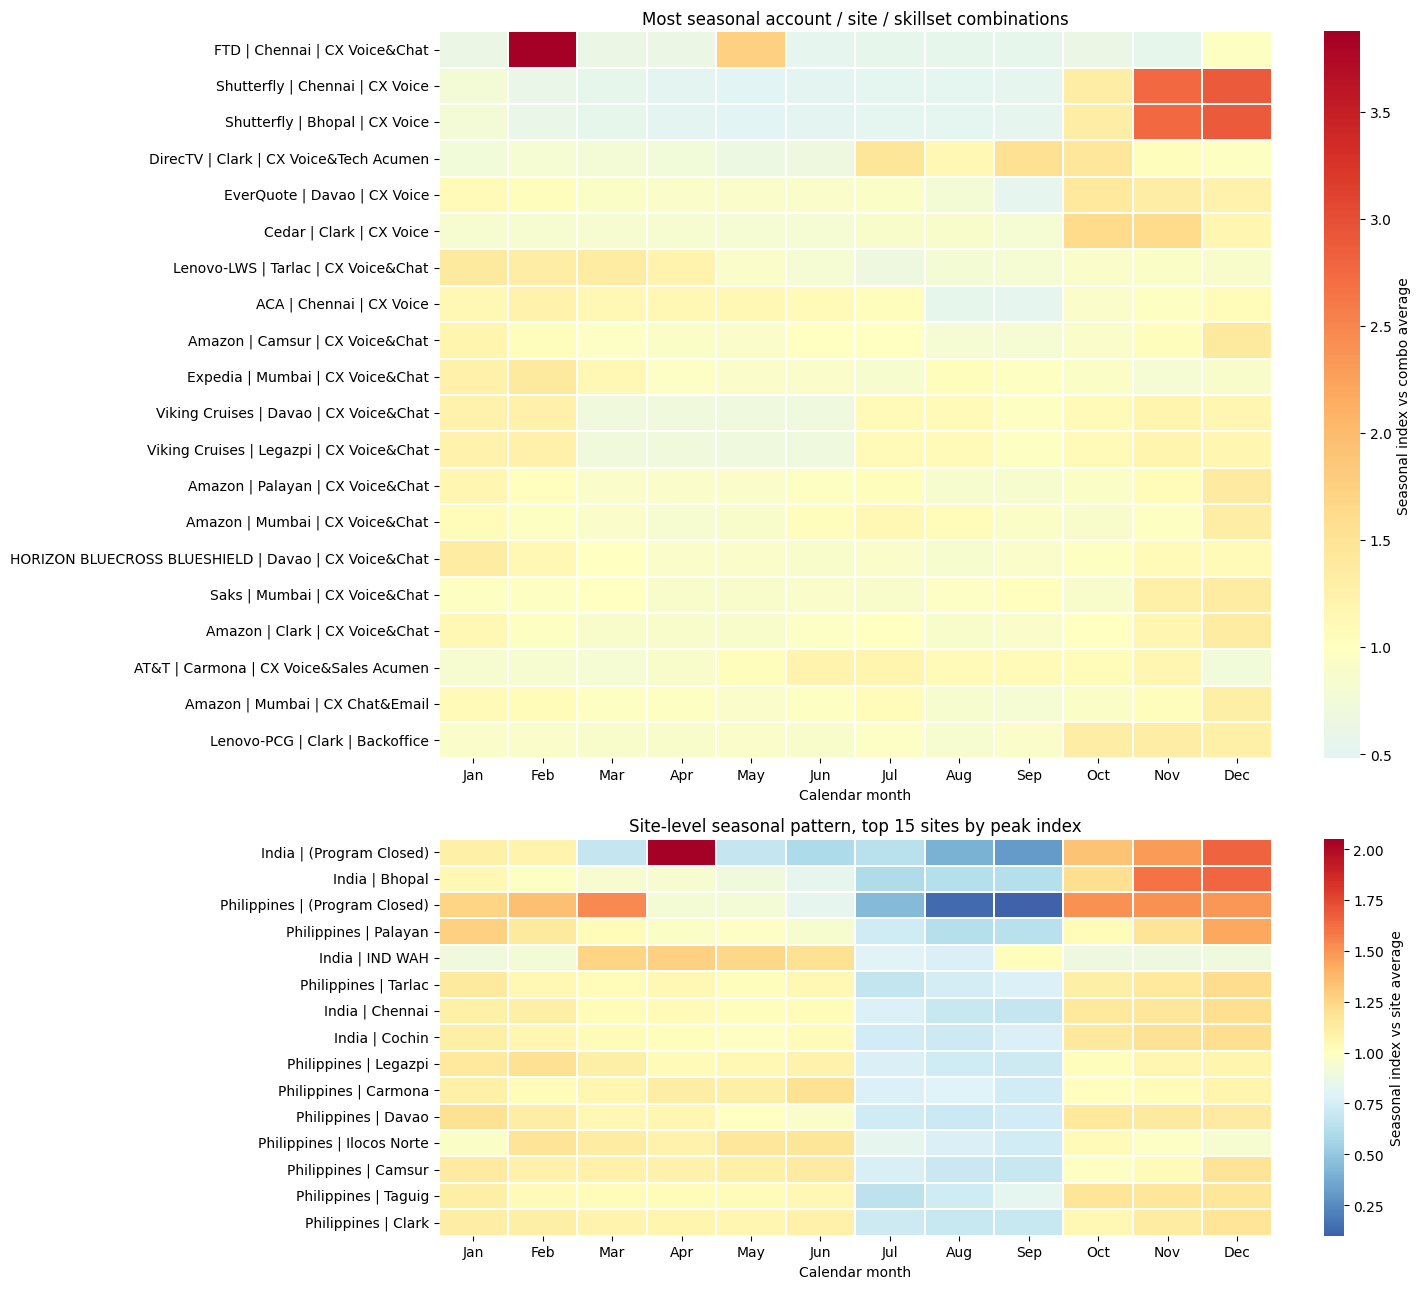 Most seasonal account / site / skillset combinations
FTD | Chennai | CX Voice&Chat
Shutterfly | Chennai | CX Voice
Shutterfly | Bhopal | CX Voice
DirecTV | Clark | CX Voice&Tech Acumen
EverQuote | Davao | CX Voice
Cedar | Clark | CX Voice
Lenovo-LWS | Tarlac | CX Voice&Chat
ACA | Chennai | CX Voice
Amazon | Camsur | CX Voice&Chat
Expedia | Mumbai | CX Voice&Chat
Viking Cruises | Davao | CX Voice&Chat
Viking Cruises | Legazpi | CX Voice&Chat
Amazon | Palayan | CX Voice&Chat
Amazon | Mumbai | CX Voice&Chat
HORIZON BLUECROSS BLUESHIELD | Davao | CX Voice&Chat
Saks | Mumbai | CX Voice&Chat
Amazon | Clark | CX Voice&Chat
AT&T | Carmona | CX Voice&Sales Acumen
Amazon | Mumbai | CX Chat&Email
Lenovo-PCG | Clark | Backoffice
Jan Feb Mar Apr May Jun Jul Aug Sep Oct Nov Dec
Calendar month
3.5
3.0
2.5
2.0
1.5
1.0
0.5
Seasonal index vs combo average
Site-level seasonal pattern, top 15 sites by peak index
India | (Program Closed)
India | Bhopal
Philippines | (Program Closed)
Philippines | Palayan
India | IND WAH
Philippines | Tarlac
India | Chennai
India | Cochin
Philippines | Legazpi
Philippines | Carmona
Philippines | Davao
Philippines | Ilocos Norte
Philippines | Camsur
Philippines | Taguig
Philippines | Clark
Jan Feb Mar Apr May Jun Jul Aug Sep Oct Nov Dec
Calendar month
2.00
1.75
1.50
1.25
1.00
0.75
0.50
0.25
Seasonal index vs site average